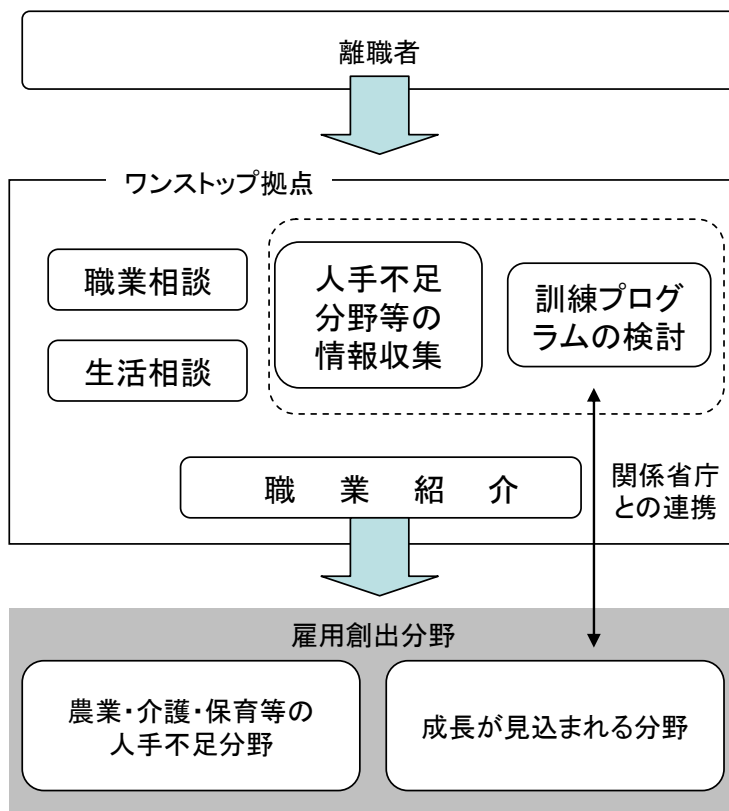 離職者
ワンストップ拠点
職業相談
生活相談
人手不足
分野等の
情報収集
訓練プログ
ラムの検討
職業紹介
関係省庁
との連携
雇用創出分野
農業・介護・保育等の
人手不足分野
成長が見込まれる分野